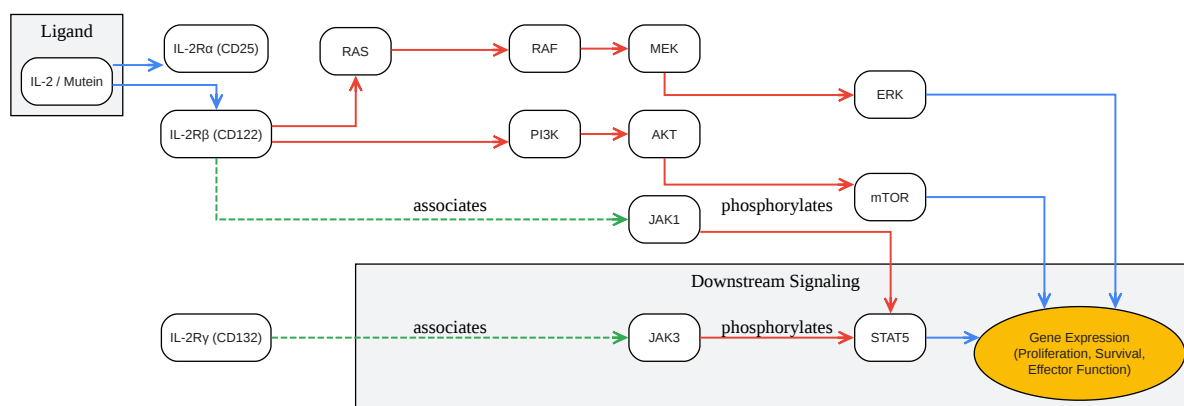 Ligand
IL-2 / Mutein
IL-2Rα (CD25)
IL-2Rβ (CD122)
RAS
RAF
MEK
ERK
PI3K
AKT
mTOR
associates
JAK1
phosphorylates
Downstream Signaling
IL-2Rγ (CD132)
associates
JAK3
phosphorylates
STAT5
Gene Expression
(Proliferation, Survival,
Effector Function)